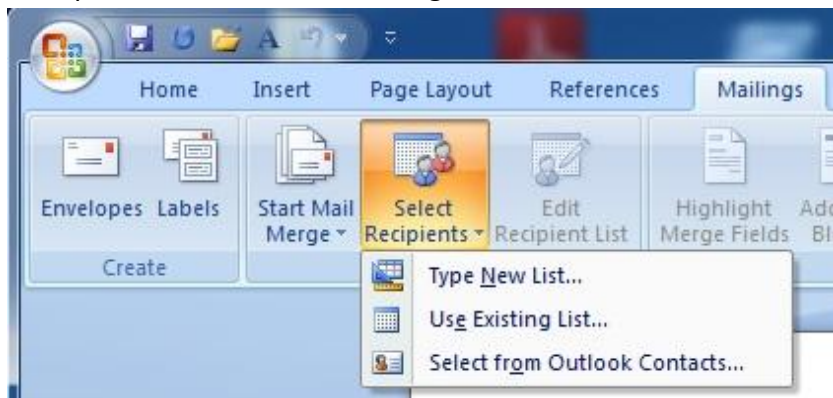 Home Insert Page Layout References Mailings
Envelopes Labels Start Mail Select Edit Highlight
Merge Recipients Recipient List Merge Fields
Create
Type New List...
Use Existing List...
Select from Outlook Contacts...